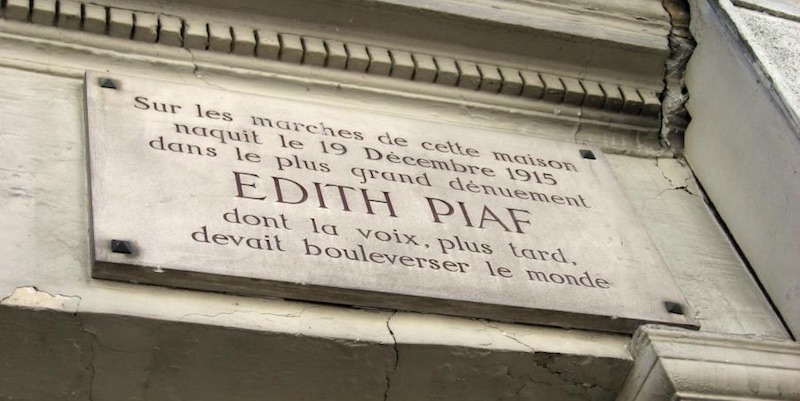 Sur les marches de cette maison
naquit le 19 Décembre 1915
dans le plus grand dénuement
EDITH PIAF
dont la voix, plus tard,
devait bouleverser le monde